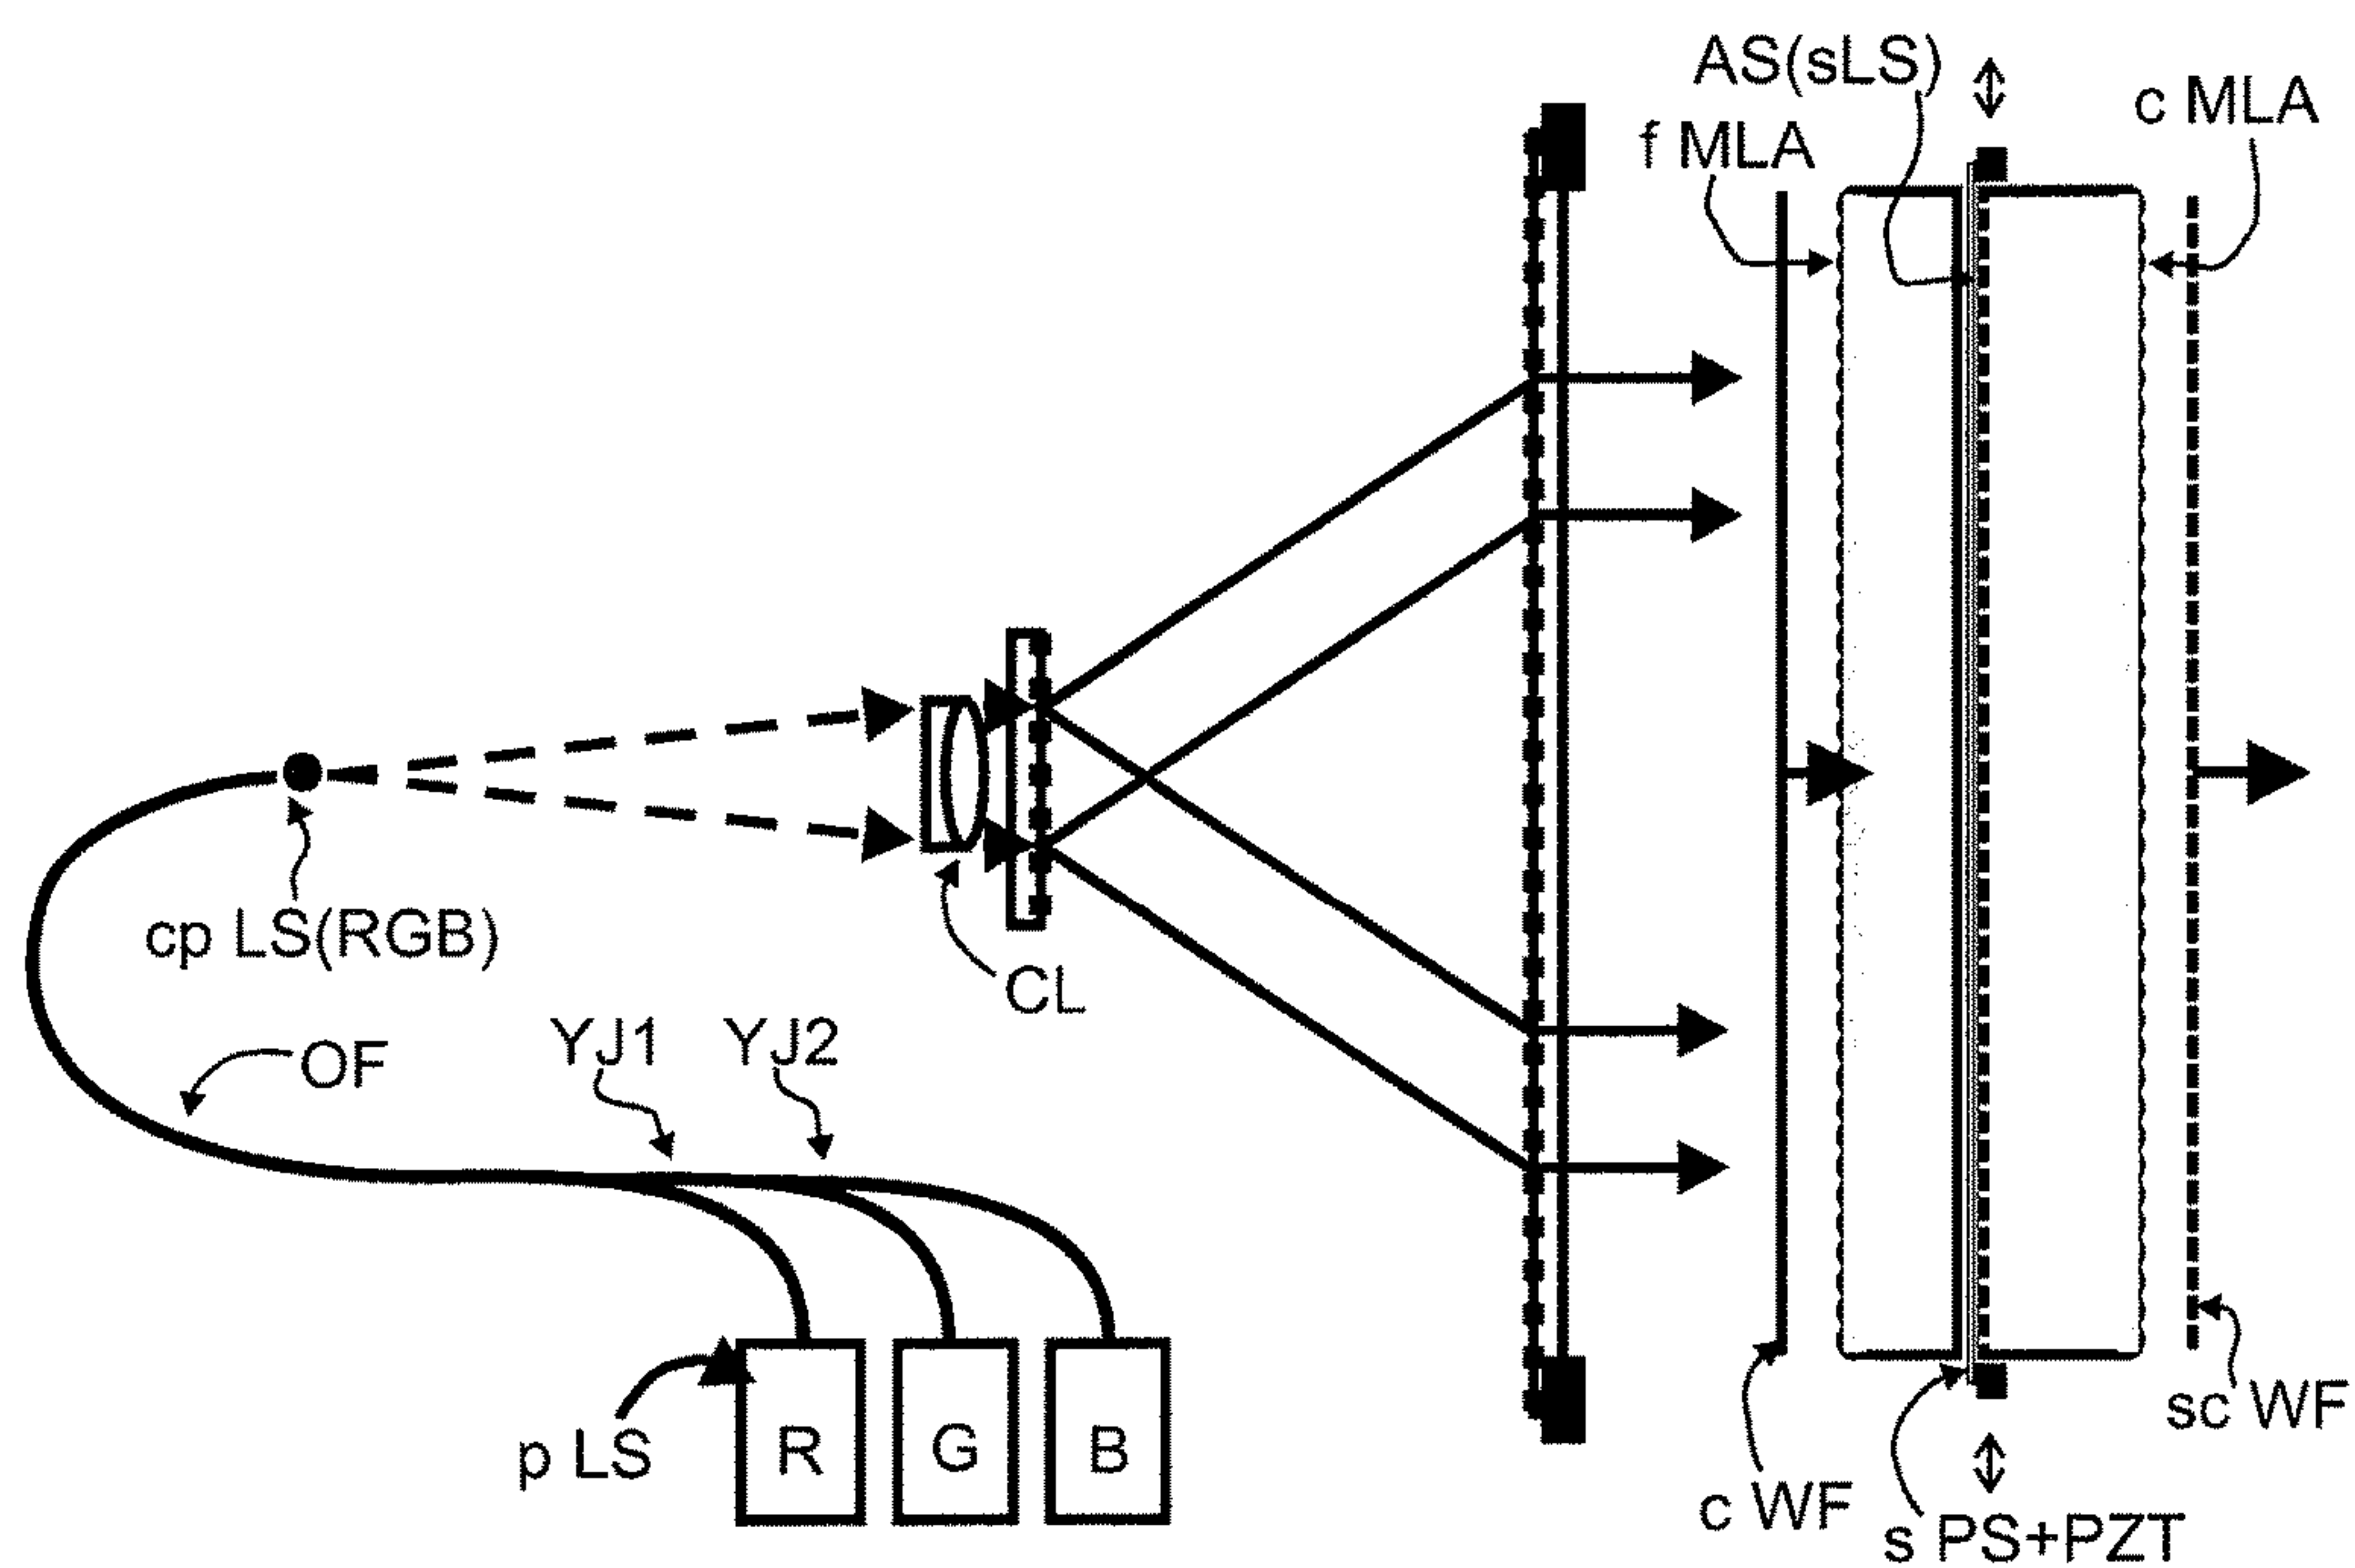 AS(sLS)
c MLA
f MLA
cp LS(RGB)
CL
YJ1 YJ2
OF
p LS
R G B
sc WF
c WF
s PS+PZT